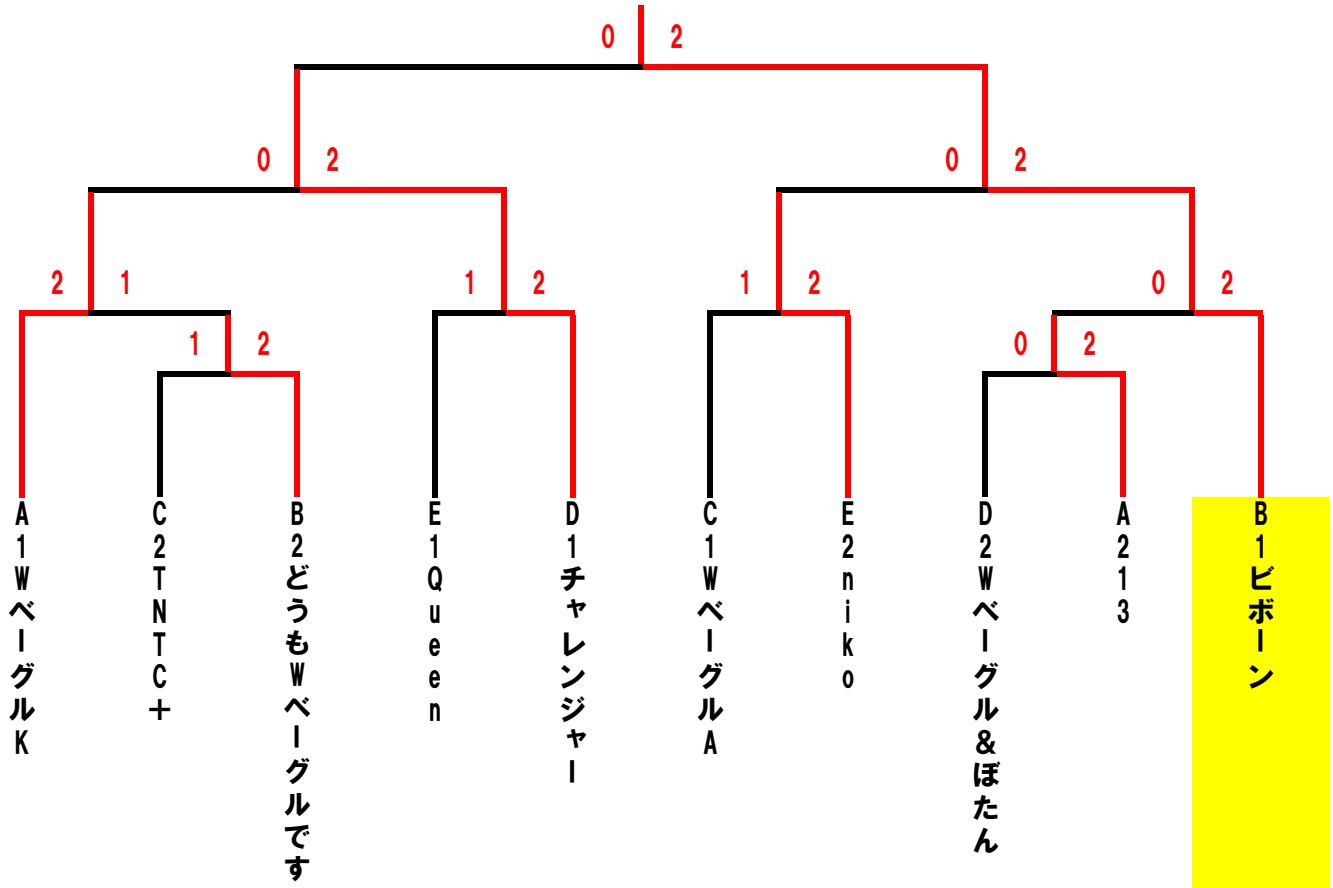 0 2
0 2
0 2
2 1
1 2
1 2
0 2
1 2
0 2
A1WベーグルK
C2TNTC+
B2どうもWベーグルです
E1Queen
D1チャレンジャー
C1WベーグルA
E2niko
D2Wベーグル&ぼたん
A213
B1ビボーン